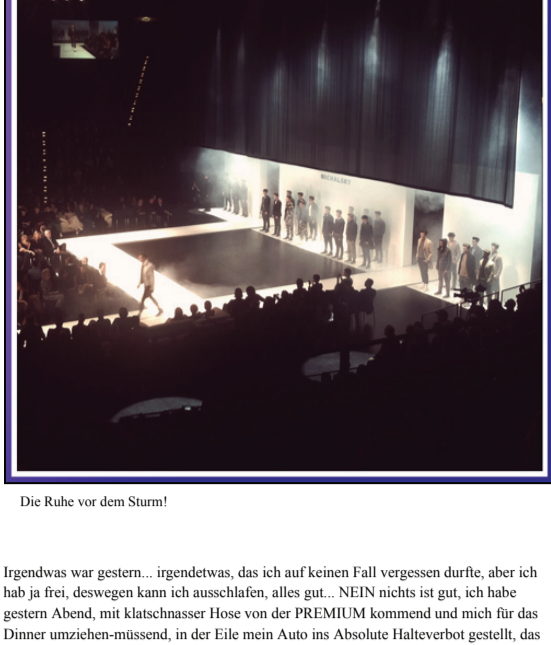 MICHALSKY
Die Ruhe vor dem Sturm!
Irgendwas war gestern... irgendetwas, das ich auf keinen Fall vergessen durfte, aber ich
hab ja frei, deswegen kann ich ausschlafen, alles gut... NEIN nichts ist gut, ich habe
gestern Abend, mit klatschnasser Hose von der PREMIUM kommend und mich für das
Dinner umziehen-müssend, in der Eile mein Auto ins Absolute Halteverbot gestellt, das